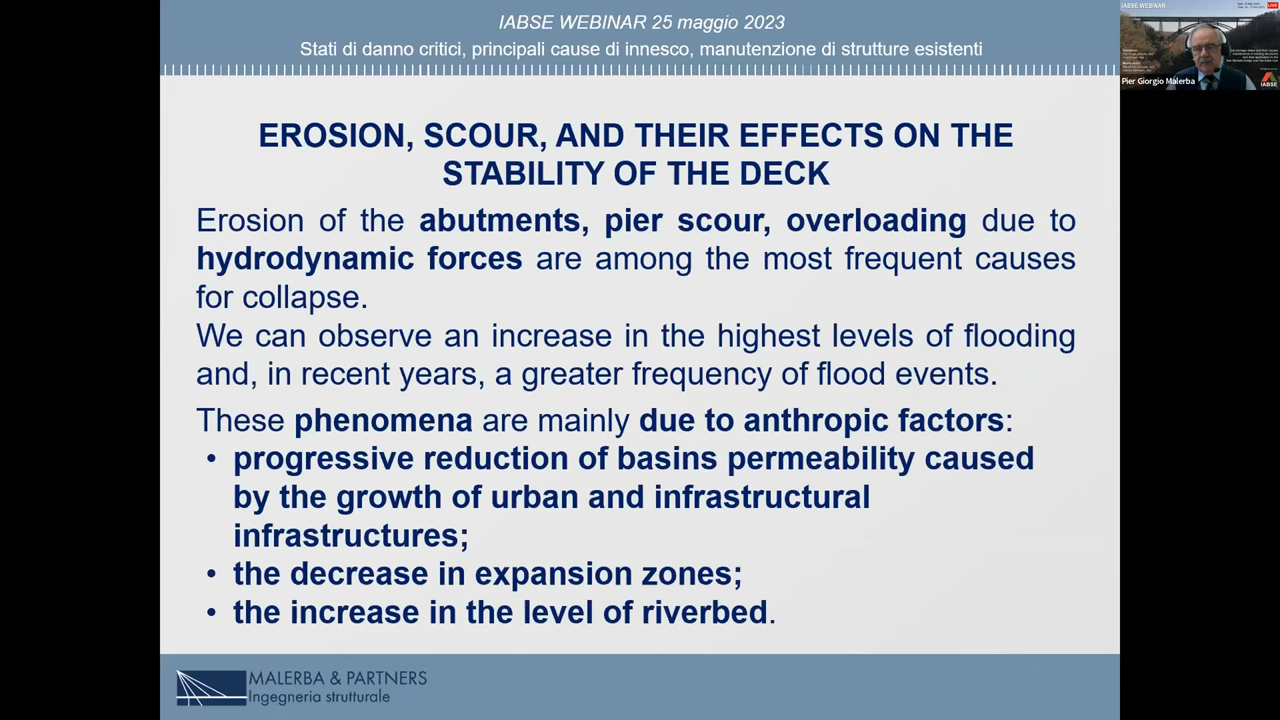 IABSE WEBINAR 25 maggio 2023
Stati di danno critici, principali cause di innesco, manutenzione di strutture esistenti
EROSION, SCOUR, AND THEIR EFFECTS ON THE
STABILITY OF THE DECK
Erosion of the abutments, pier scour, overloading due to
hydrodynamic forces are among the most frequent causes
for collapse.
We can observe an increase in the highest levels of flooding
and, in recent years, a greater frequency of flood events.
These phenomena are mainly due to anthropic factors:
• progressive reduction of basins permeability caused
by the growth of urban and infrastructural
infrastructures;
• the decrease in expansion zones;
• the increase in the level of riverbed.
MALERBA & PARTNERS
Ingegneria strutturale
IABSE WEBINAR
LIVE
Pier Giorgio Malerba
IABSE